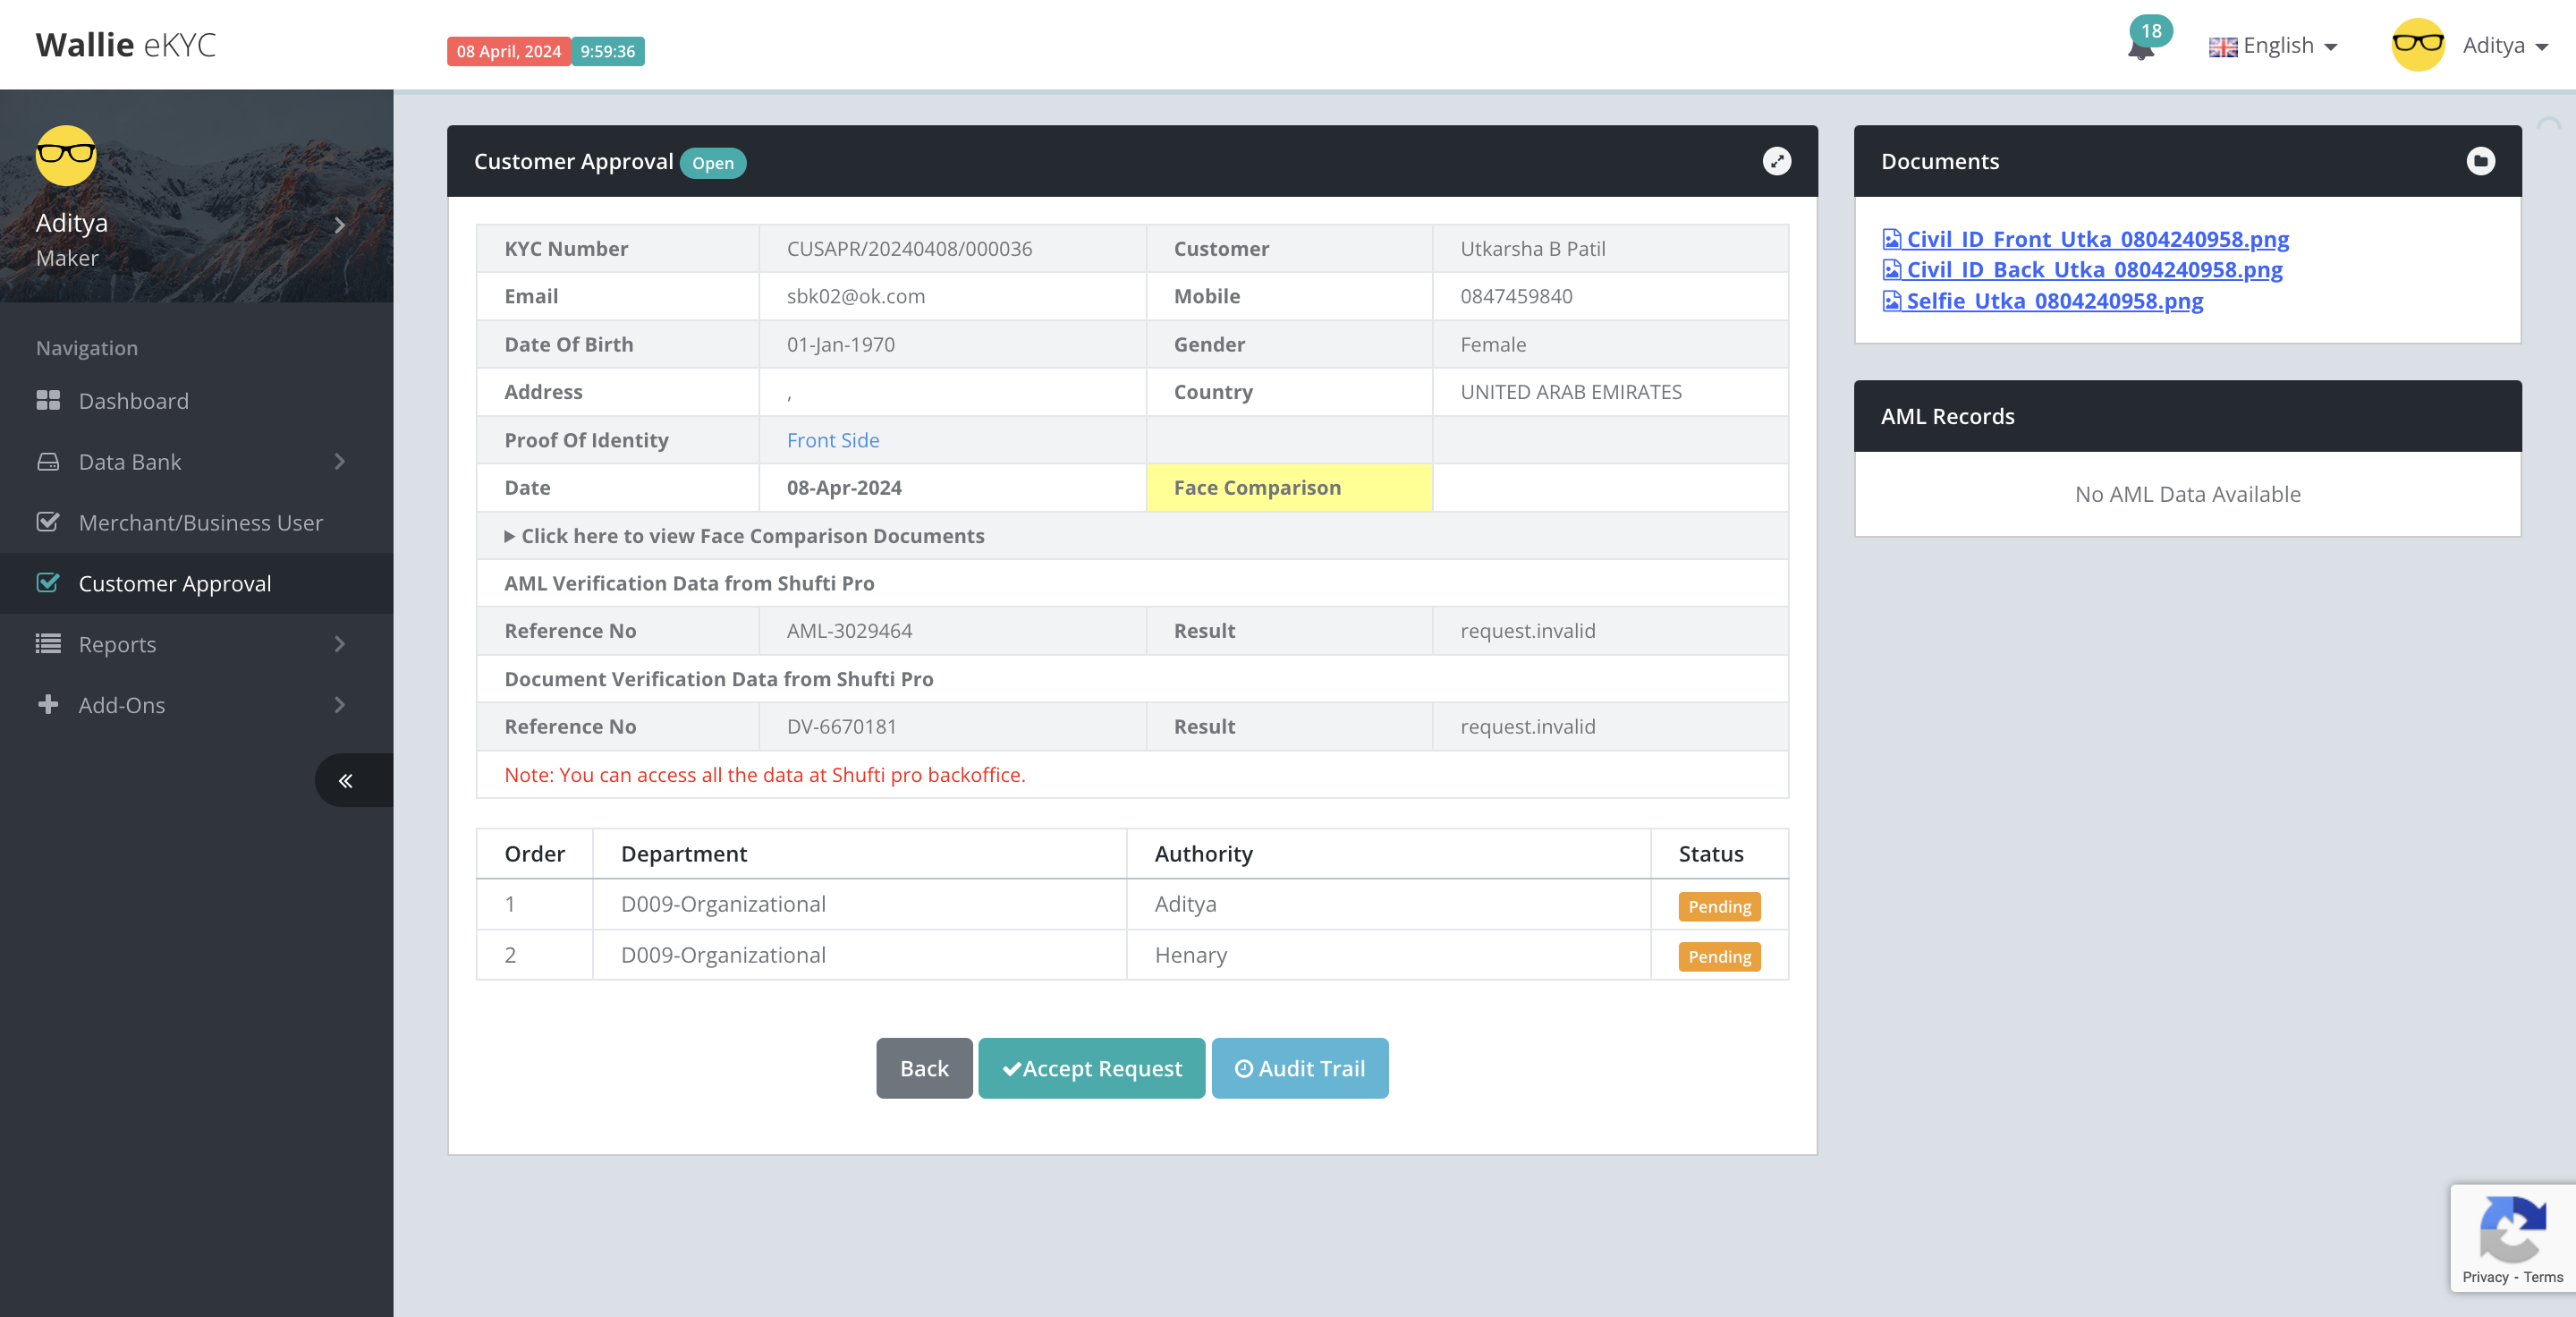 Wallie eKYC
08 April, 2024 9:59:36
18
English
Aditya
Aditya
Maker
Navigation
Dashboard
Data Bank
Merchant/Business User
Customer Approval
Reports
Add-Ons
Customer Approval Open
KYC Number CUSAPR/20240408/000036 Customer Utkarsha B Patil
Email sbk02@ok.com Mobile 0847459840
Date Of Birth 01-Jan-1970 Gender Female
Address , Country UNITED ARAB EMIRATES
Proof Of Identity Front Side
Date 08-Apr-2024 Face Comparison
Click here to view Face Comparison Documents
AML Verification Data from Shufti Pro
Reference No AML-3029464 Result request.invalid
Document Verification Data from Shufti Pro
Reference No DV-6670181 Result request.invalid
Note: You can access all the data at Shufti pro backoffice.
Order Department Authority Status
1 D009-Organizational Aditya Pending
2 D009-Organizational Henary Pending
Back Accept Request Audit Trail
Documents
Civil_ID_Front_Utka_0804240958.png
Civil_ID_Back_Utka_0804240958.png
Selfie_Utka_0804240958.png
AML Records
No AML Data Available
Privacy - Terms